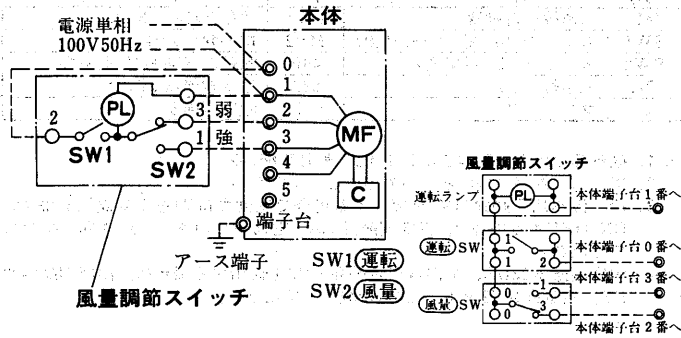 本体
電源単相
100V50Hz
0
1
2
3
4
5
MF
C
端子台
PL
2
3 弱
1 強
SW1
SW2
アース端子
風量調節スイッチ
SW1 運転
SW2 風量
風量調節スイッチ
運転ランプ
PL
本体端子台1番へ
運転 SW
1
1
2
本体端子台0番へ
本体端子台3番へ
風量 SW
0
0
1
3
本体端子台2番へ